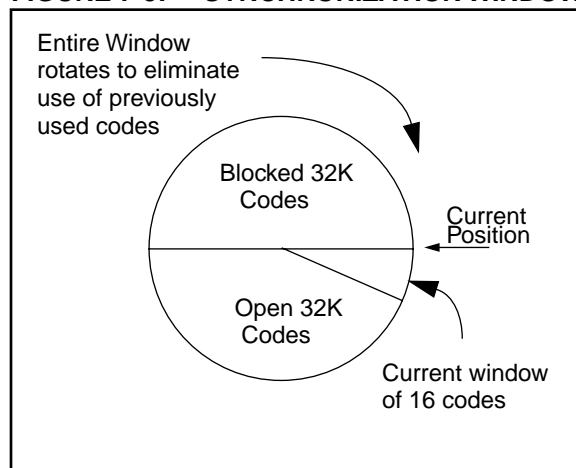 Entire Window
rotates to eliminate
use of previously
used codes
Blocked 32K
Codes
Current
Position
Open 32K
Codes
Current window
of 16 codes